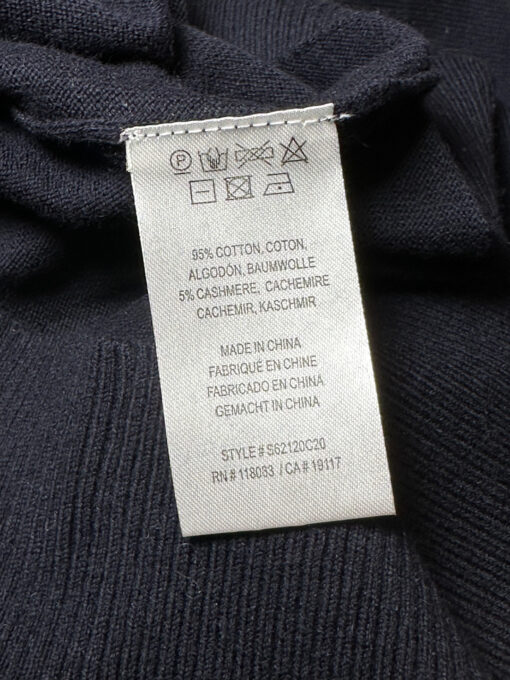 P
95% COTTON, COTON,
ALGODÓN, BAUMWOLLE
5% CASHMERE, CACHEMIRE
CACHEMIR, KASCHMIR
MADE IN CHINA
FABRIQUÉ EN CHINE
FABRICADO EN CHINA
GEMACHT IN CHINA
STYLE # S62120C20
RN # 118083 / CA # 19117